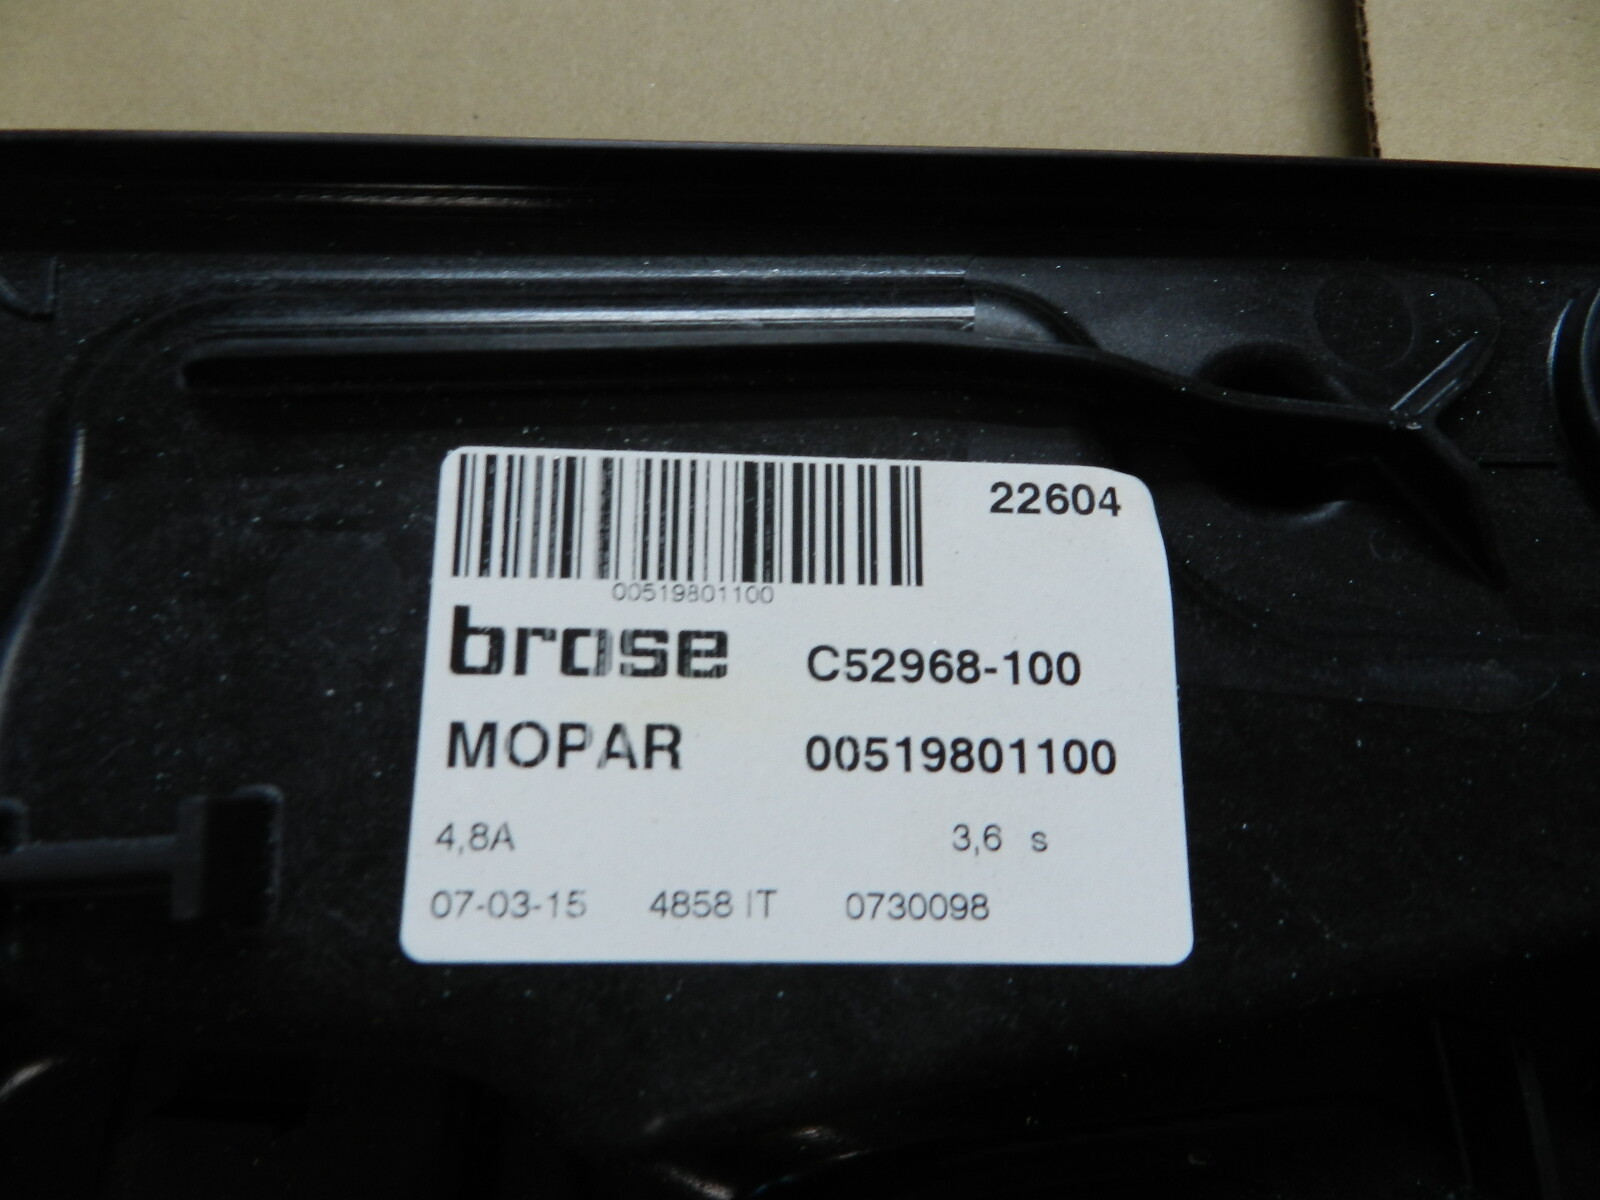 22604
00519801100
brose C52968-100
MOPAR 00519801100
4,8A 3,6 s
07-03-15 4858 IT 0730098